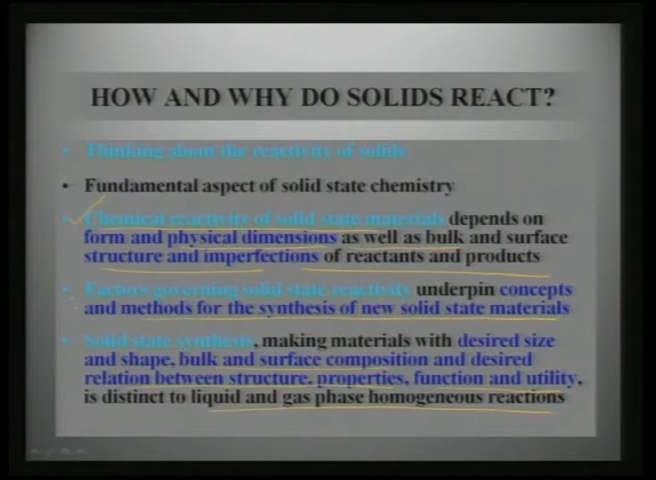 HOW AND WHY DO SOLIDS REACT?
• Thinking about the reactivity of solids
• Fundamental aspect of solid state chemistry
• Chemical reactivity of solid state materials depends on
form and physical dimensions as well as bulk and surface
structure and imperfections of reactants and products
• Factors governing solid state reactivity underpin concepts
and methods for the synthesis of new solid state materials
• Solid state synthesis, making materials with desired size
and shape, bulk and surface composition and desired
relation between structure, properties, function and utility,
is distinct to liquid and gas phase homogeneous reactions